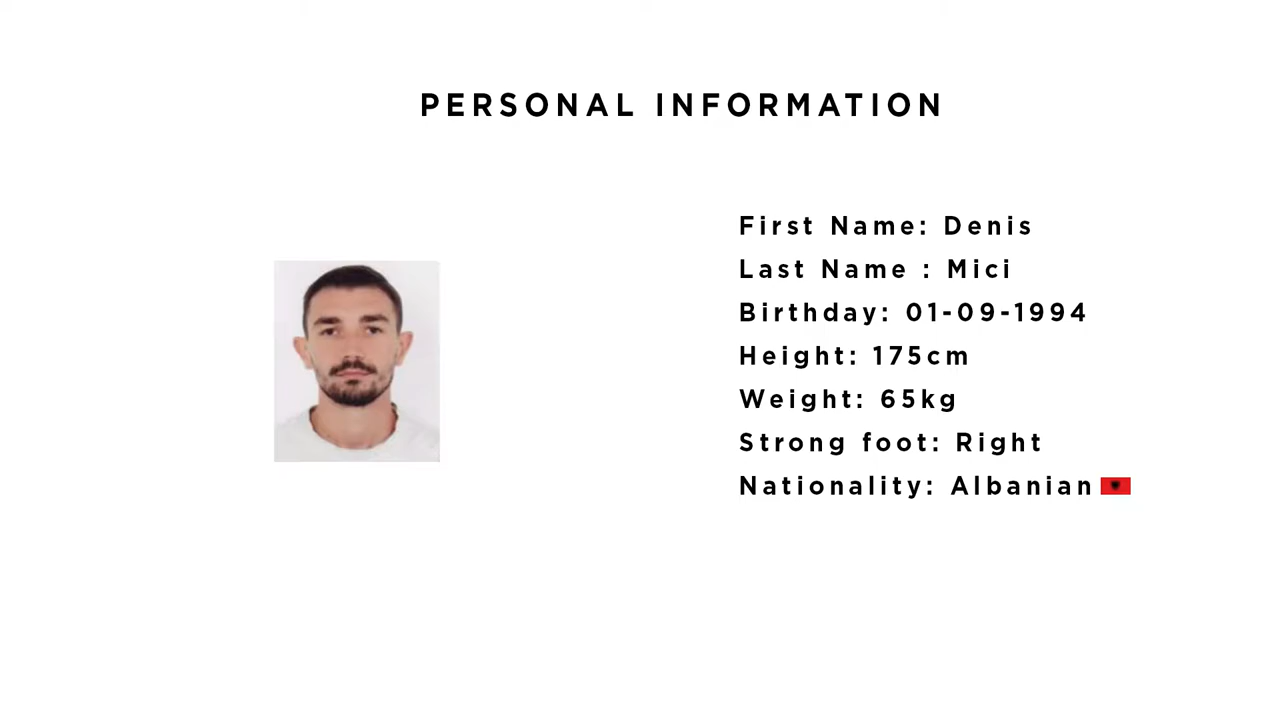 PERSONAL INFORMATION
First Name: Denis
Last Name : Mici
Birthday: 01-09-1994
Height: 175cm
Weight: 65kg
Strong foot: Right
Nationality: Albanian